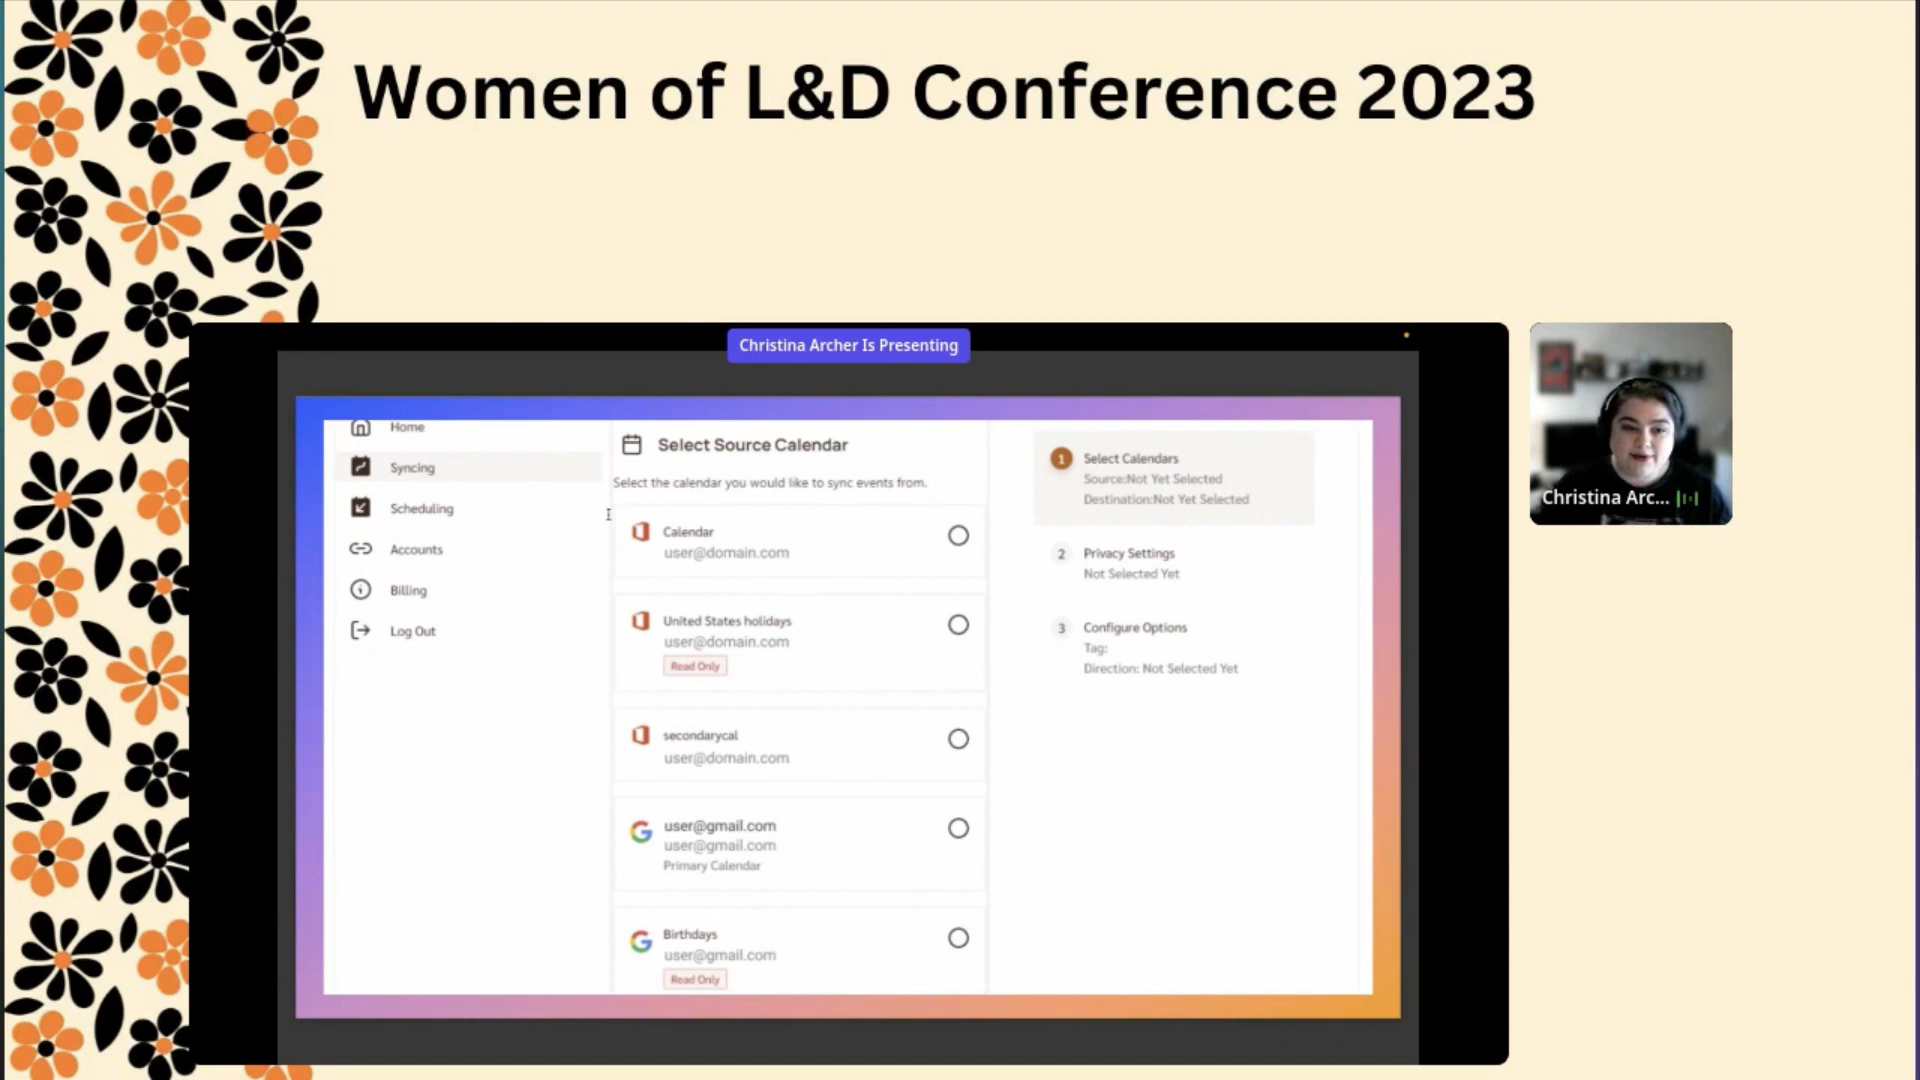 Women of L&D Conference 2023
Christina Archer Is Presenting
Home
Syncing
Scheduling
Accounts
Billing
Log Out
Select Source Calendar
Select the calendar you would like to sync events from.
Calendar
user@domain.com
United States holidays
user@domain.com
Read Only
secondarycal
user@domain.com
user@gmail.com
user@gmail.com
Primary Calendar
Birthdays
user@gmail.com
Read Only
1 Select Calendars
Source:Not Yet Selected
Destination:Not Yet Selected
2 Privacy Settings
Not Selected Yet
3 Configure Options
Tag:
Direction: Not Selected Yet
Christina Arc...